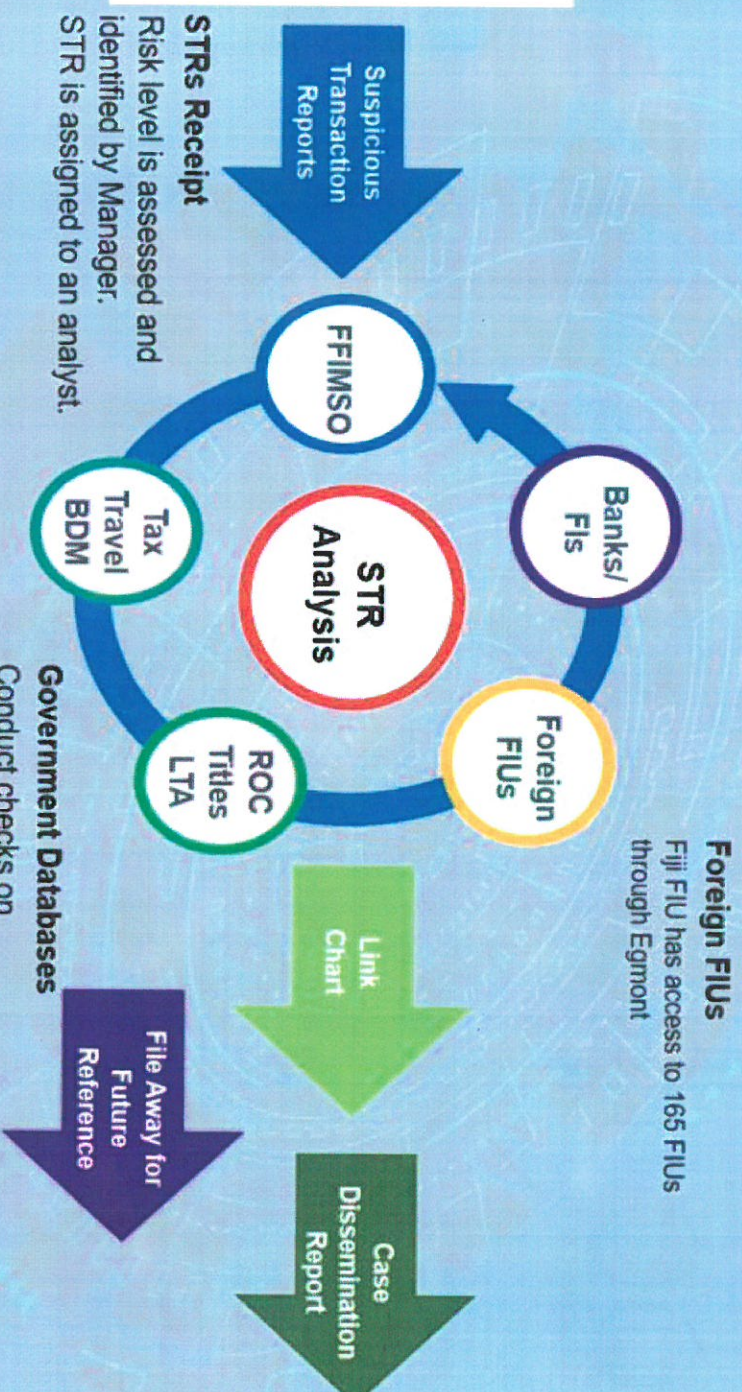 Foreign FIUs
Fiji FIU has access to 165 FIUs
through Egmont
Suspicious
Transaction
Reports
STRs Receipt
Risk level is assessed and
identified by Manager.
STR is assigned to an analyst.
FFIMSO
Banks/
FIs
Foreign
FIUs
STR
Analysis
Tax
Travel
BDM
ROC
Titles
LTA
Link
Chart
Case
Dissemination
Report
File Away for
Future
Reference
Government Databases
Conduct checks on